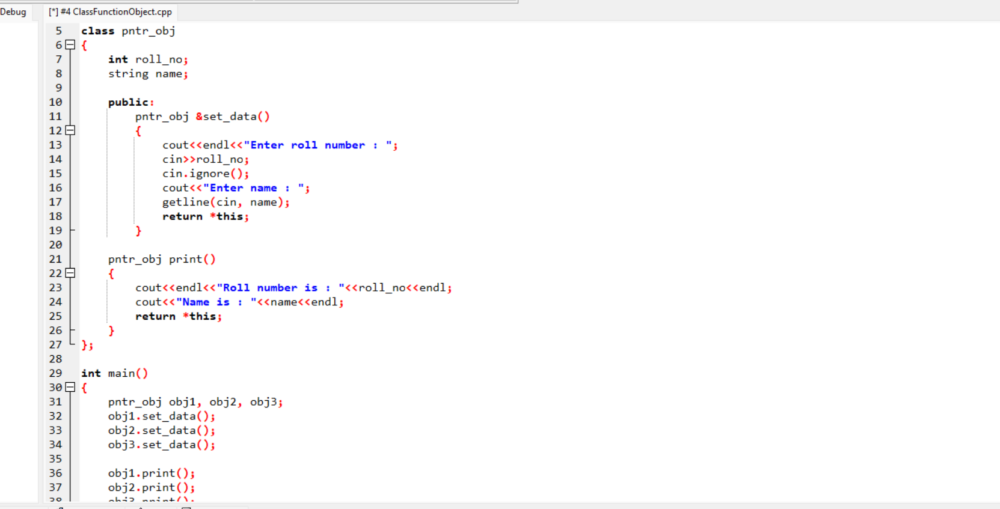 Debug [*] #4 ClassFunctionObject.cpp
5 class pntr_obj
6 {
7 int roll_no;
8 string name;
9
10 public:
11 pntr_obj &set_data()
12 {
13 cout<<endl<<"Enter roll number : ";
14 cin>>roll_no;
15 cin.ignore();
16 cout<<"Enter name : ";
17 getline(cin, name);
18 return *this;
19 }
20
21 pntr_obj print()
22 {
23 cout<<endl<<"Roll number is : "<<roll_no<<endl;
24 cout<<"Name is : "<<name<<endl;
25 return *this;
26 }
27 };
28
29 int main()
30 {
31 pntr_obj obj1, obj2, obj3;
32 obj1.set_data();
33 obj2.set_data();
34 obj3.set_data();
35
36 obj1.print();
37 obj2.print();
38 obj3.print();